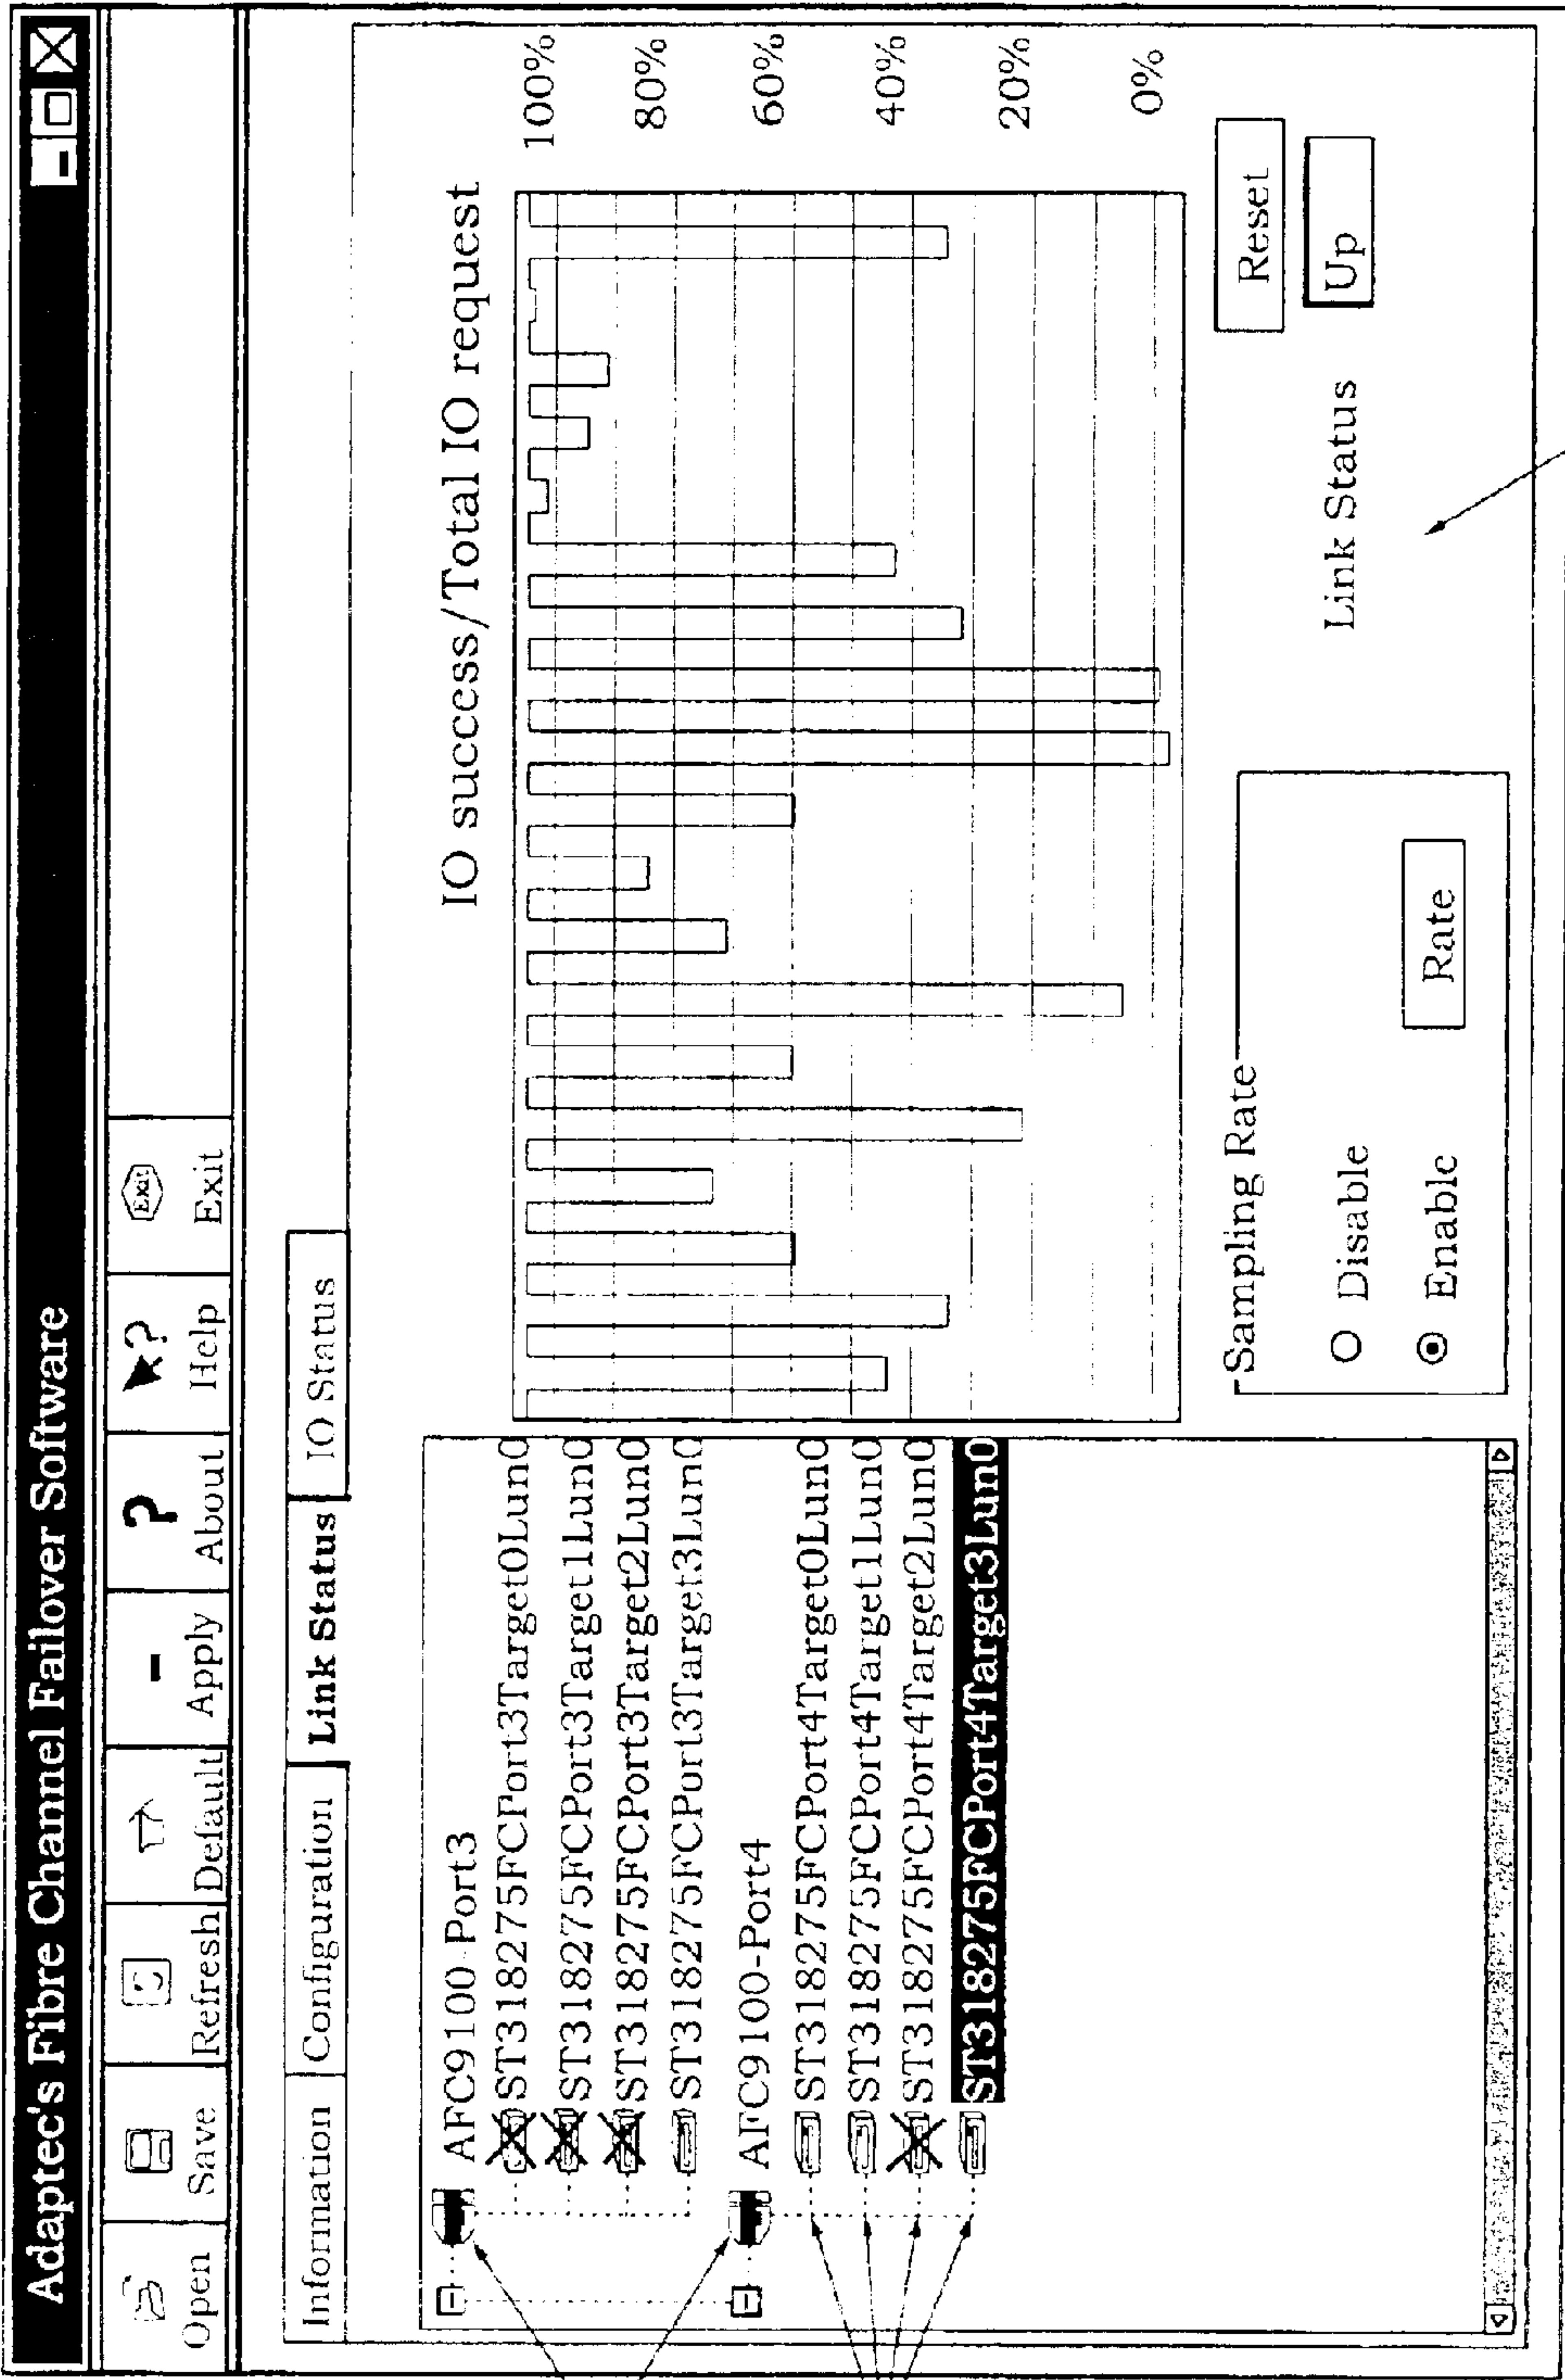 Adaptec's Fibre Channel Failover Software
Open Save Refresh Default Apply About Help Exit
Exit
Information Configuration Link Status IO Status
AFC9100-Port3
ST318275FCPort3Target0Lun0
ST318275FCPort3Target1Lun0
ST318275FCPort3Target2Lun0
ST318275FCPort3Target3Lun0
AFC9100-Port4
ST318275FCPort4Target0Lun0
ST318275FCPort4Target1Lun0
ST318275FCPort4Target2Lun0
ST318275FCPort4Target3Lun0
IO success/Total IO request
100%
80%
60%
40%
20%
0%
Sampling Rate
Disable
Enable
Rate
Reset
Link Status Up